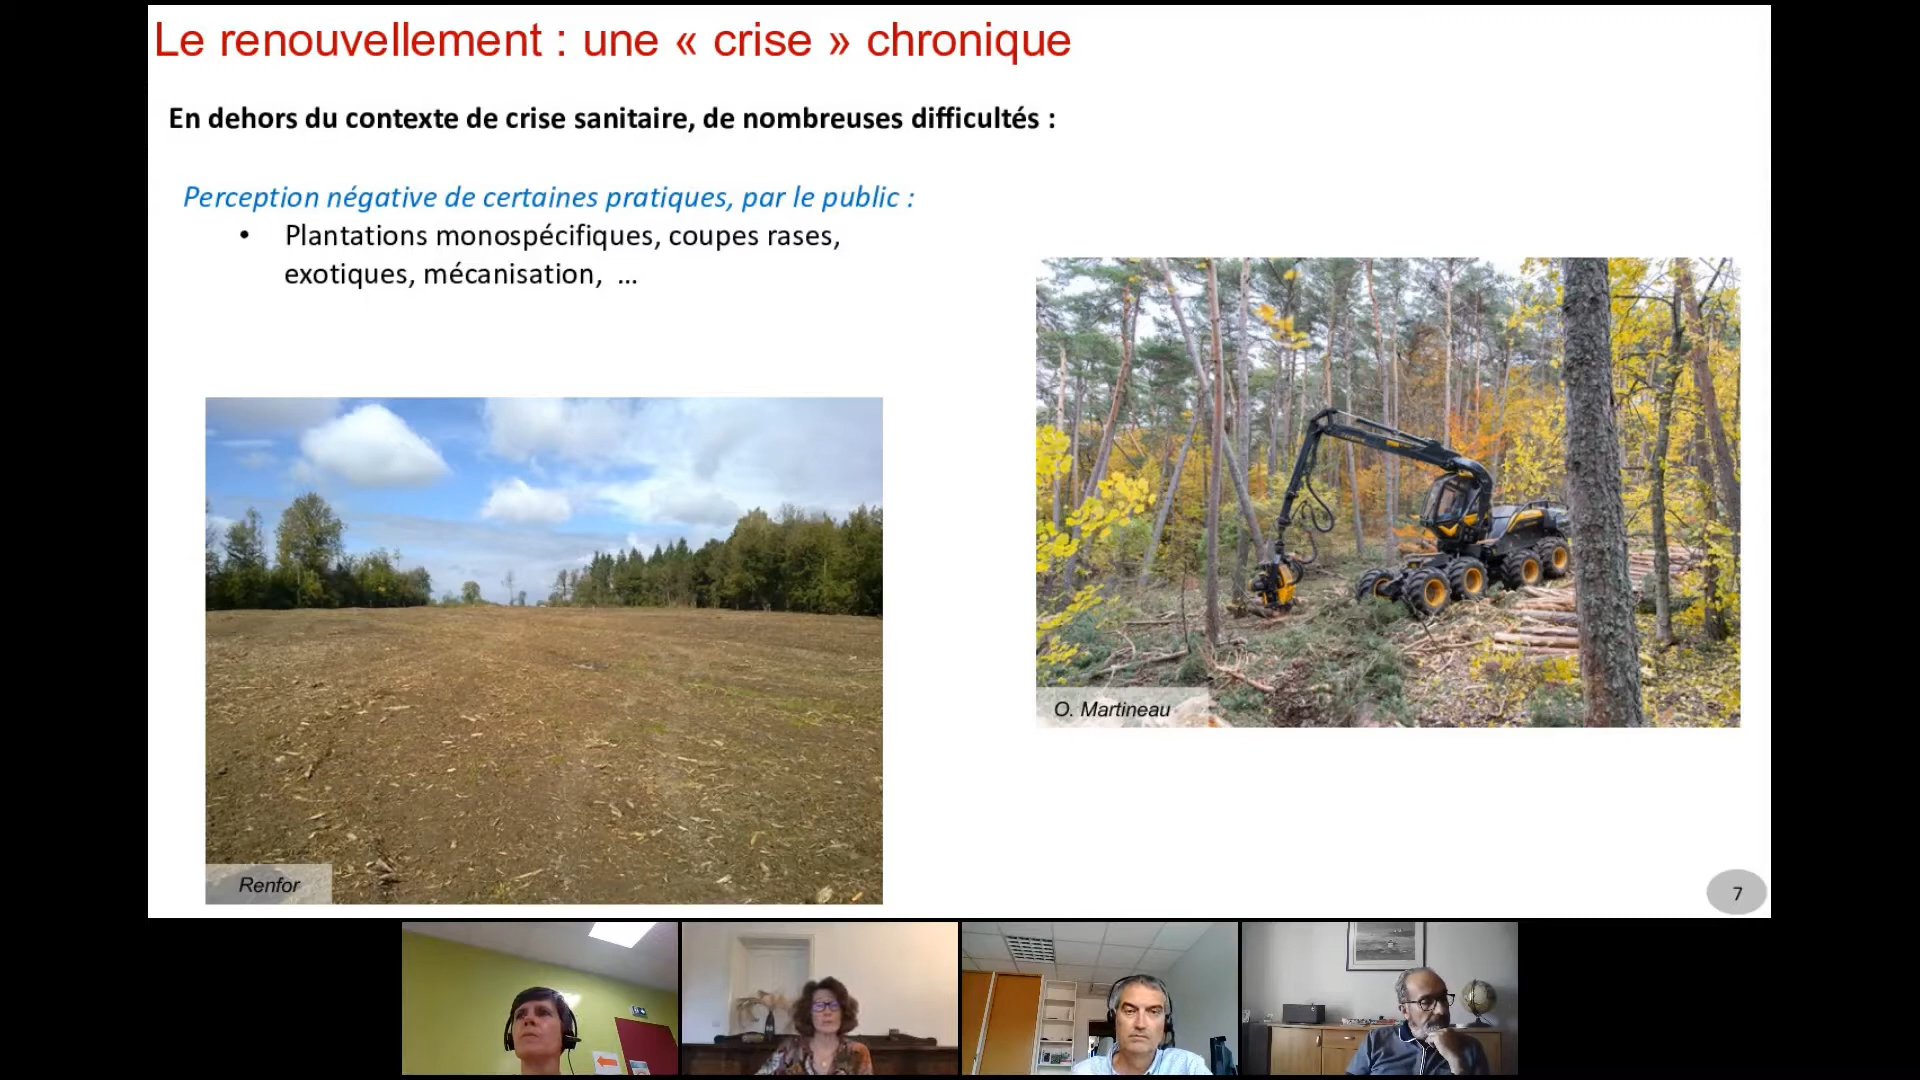 Le renouvellement : une « crise » chronique
En dehors du contexte de crise sanitaire, de nombreuses difficultés :
Perception négative de certaines pratiques, par le public :
• Plantations monospécifiques, coupes rases,
exotiques, mécanisation, ...
O. Martineau
Renfor
7